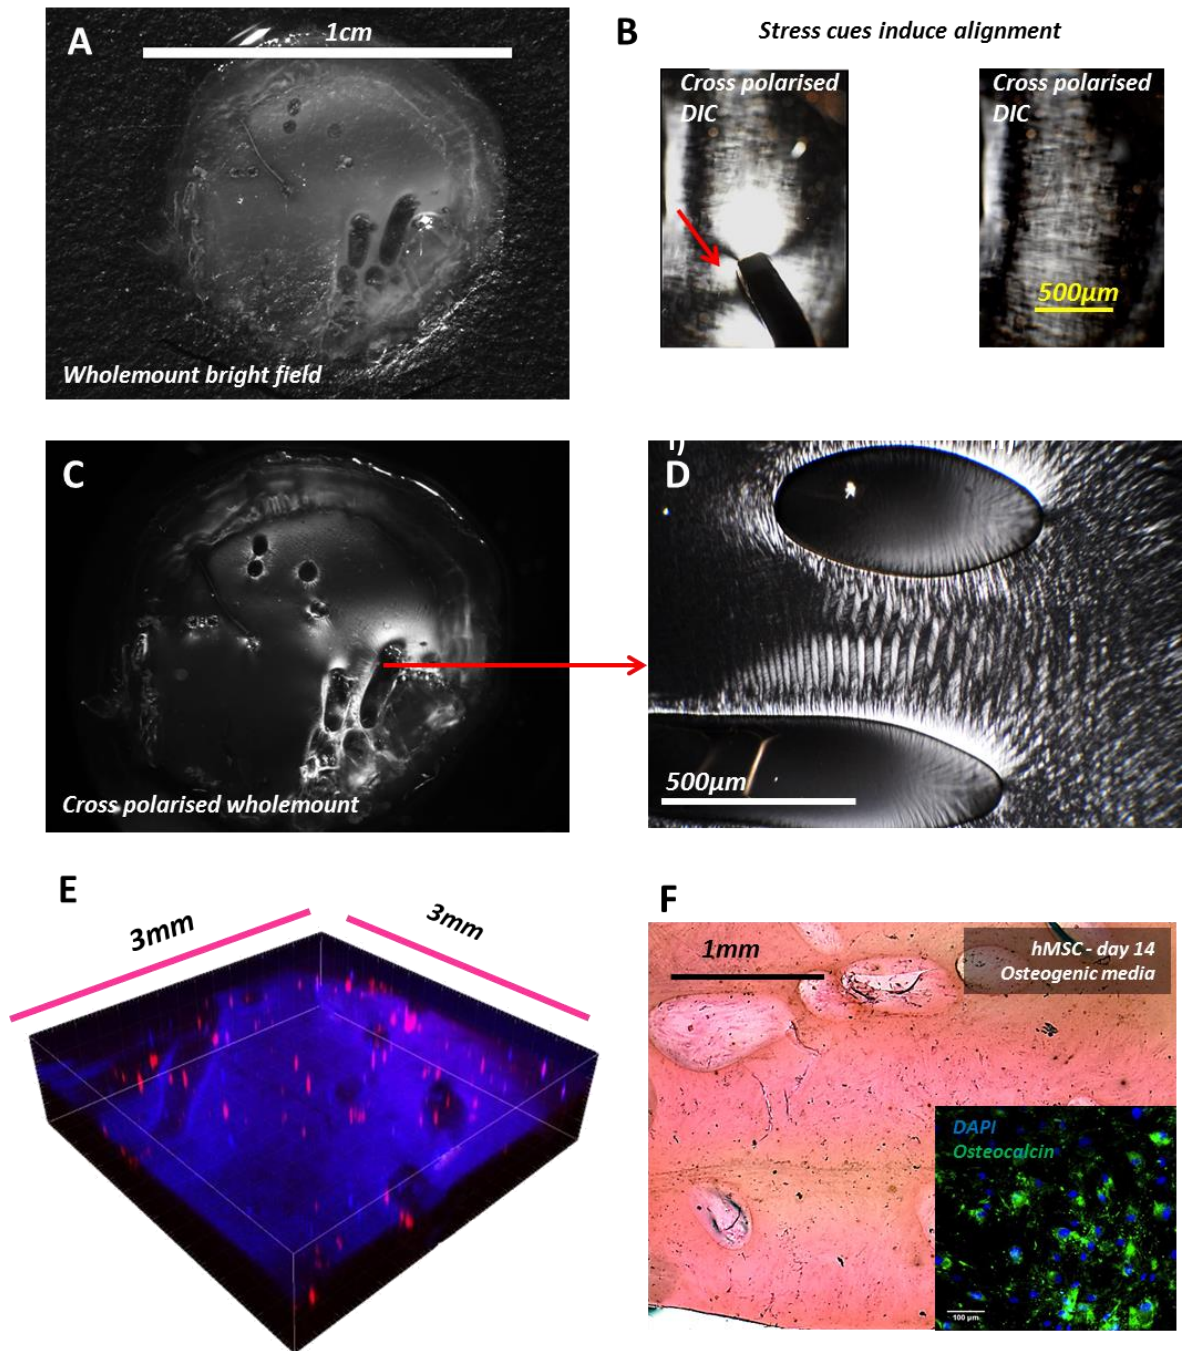 A
1cm
Wholemount bright field
B
Stress cues induce alignment
Cross polarised
DIC
Cross polarised
DIC
500µm
C
Cross polarised wholemount
D
500µm
E
3mm
3mm
F
1mm
hMSC - day 14
Osteogenic media
DAPI
Osteocalcin
100 µm